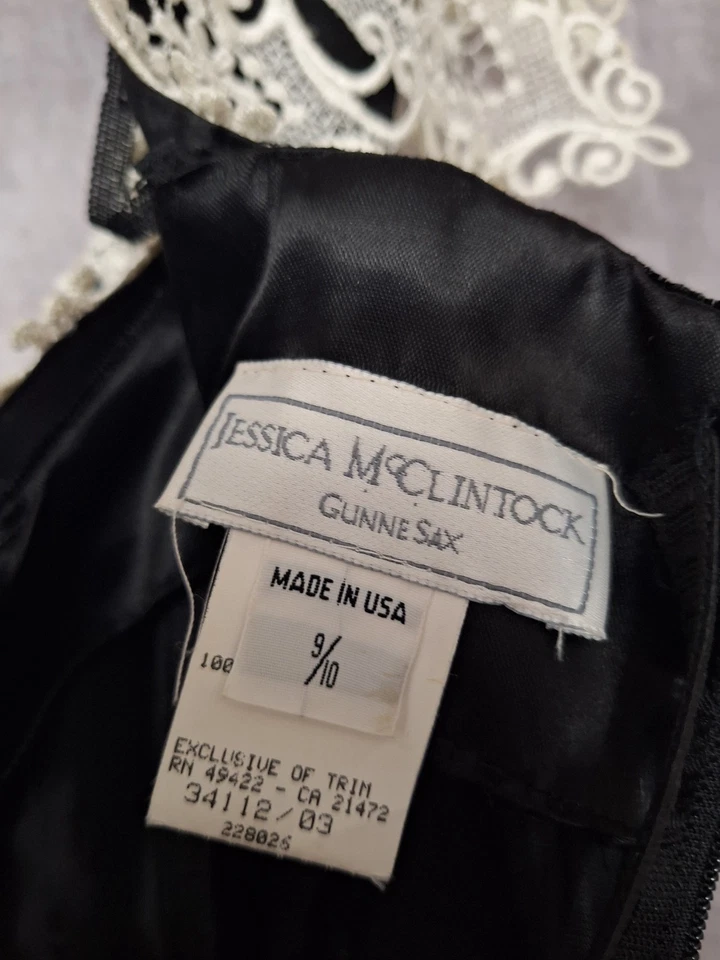 JESSICA McCLINTOCK
GUNNE SAX
MADE IN USA
9/10
100
EXCLUSIVE OF TRIM
RN 49422 - CA 21472
34112/03
228026